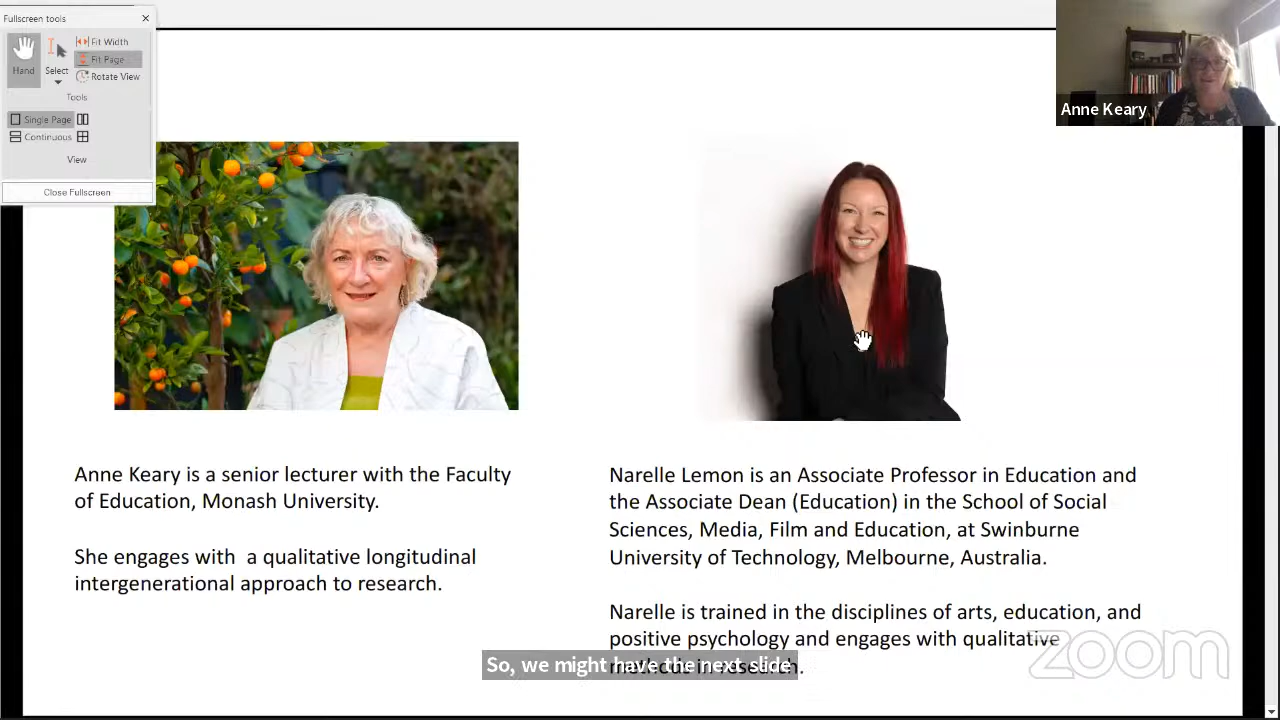 Fullscreen tools
Hand
Select
Fit Width
Fit Page
Rotate View
Tools
Single Page
Continuous
View
Close Fullscreen
Anne Keary
Anne Keary is a senior lecturer with the Faculty
of Education, Monash University.
She engages with a qualitative longitudinal
intergenerational approach to research.
Narelle Lemon is an Associate Professor in Education and
the Associate Dean (Education) in the School of Social
Sciences, Media, Film and Education, at Swinburne
University of Technology, Melbourne, Australia.
Narelle is trained in the disciplines of arts, education, and
positive psychology and engages with qualitative
methods in research.
So, we might have the next slide
zoom